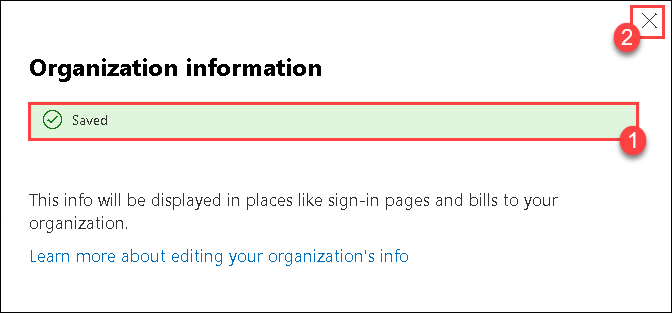 2
Organization information
Saved
1
This info will be displayed in places like sign-in pages and bills to your
organization.
Learn more about editing your organization's info